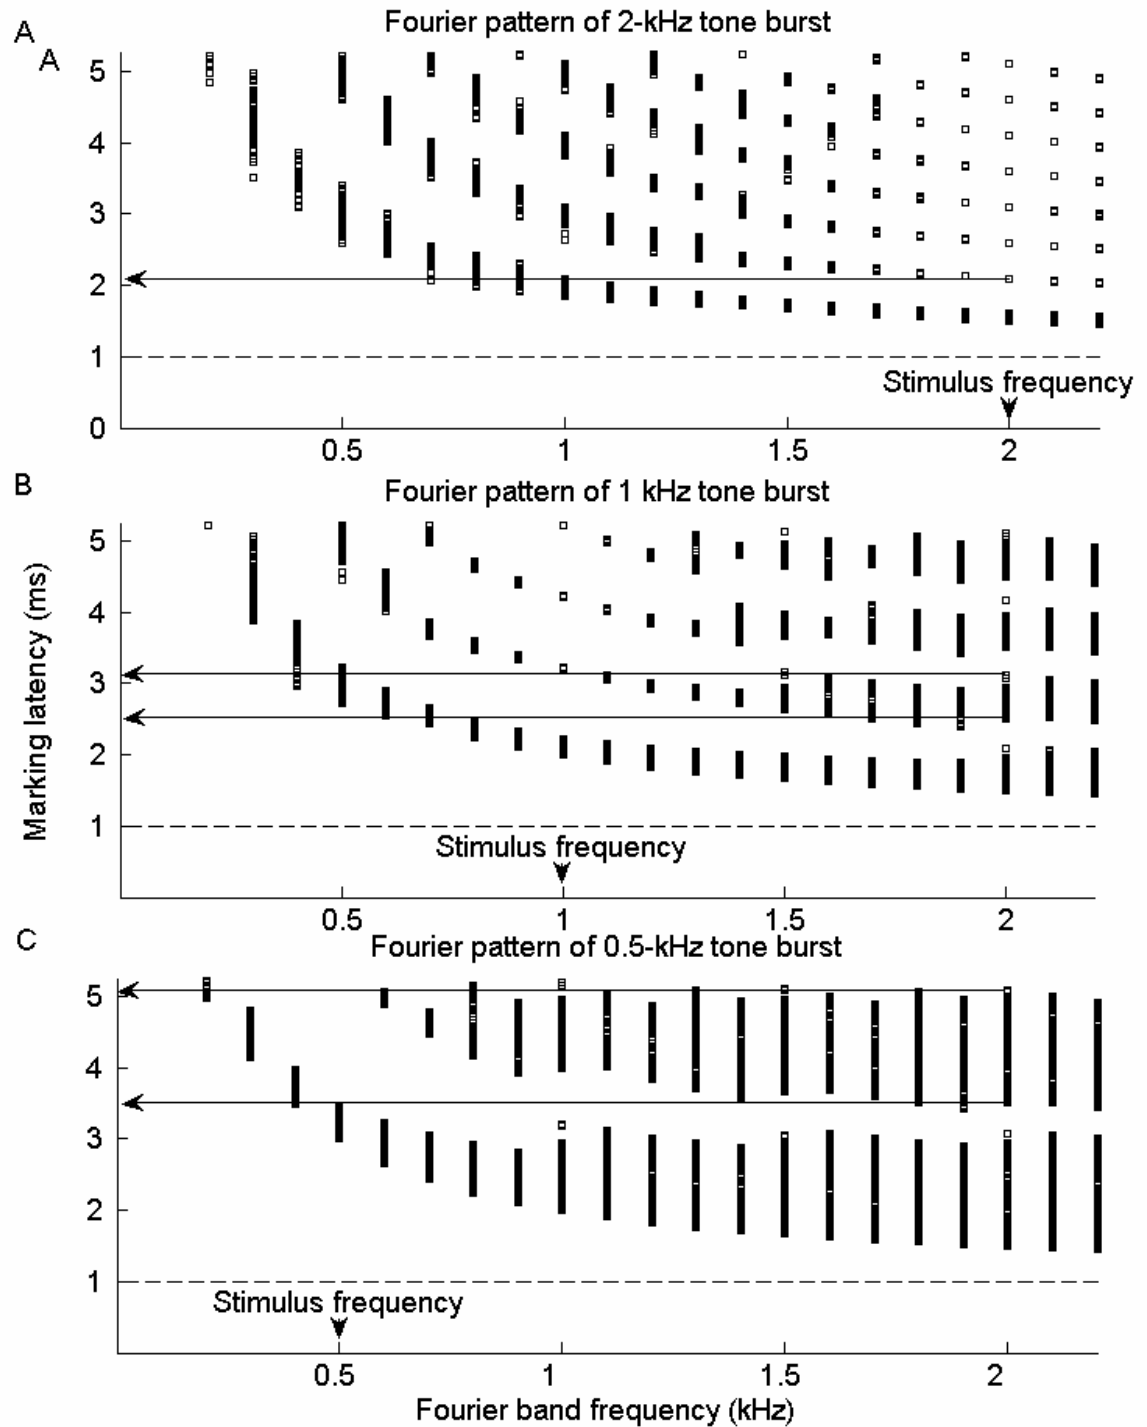 A
Fourier pattern of 2-kHz tone burst
A
5
4
3
2
1
0
Stimulus frequency
0.5 1 1.5 2
B
Fourier pattern of 1 kHz tone burst
Marking latency (ms)
5
4
3
2
1
Stimulus frequency
0.5 1 1.5 2
C
Fourier pattern of 0.5-kHz tone burst
5
4
3
2
1
Stimulus frequency
0.5 1 1.5 2
Fourier band frequency (kHz)